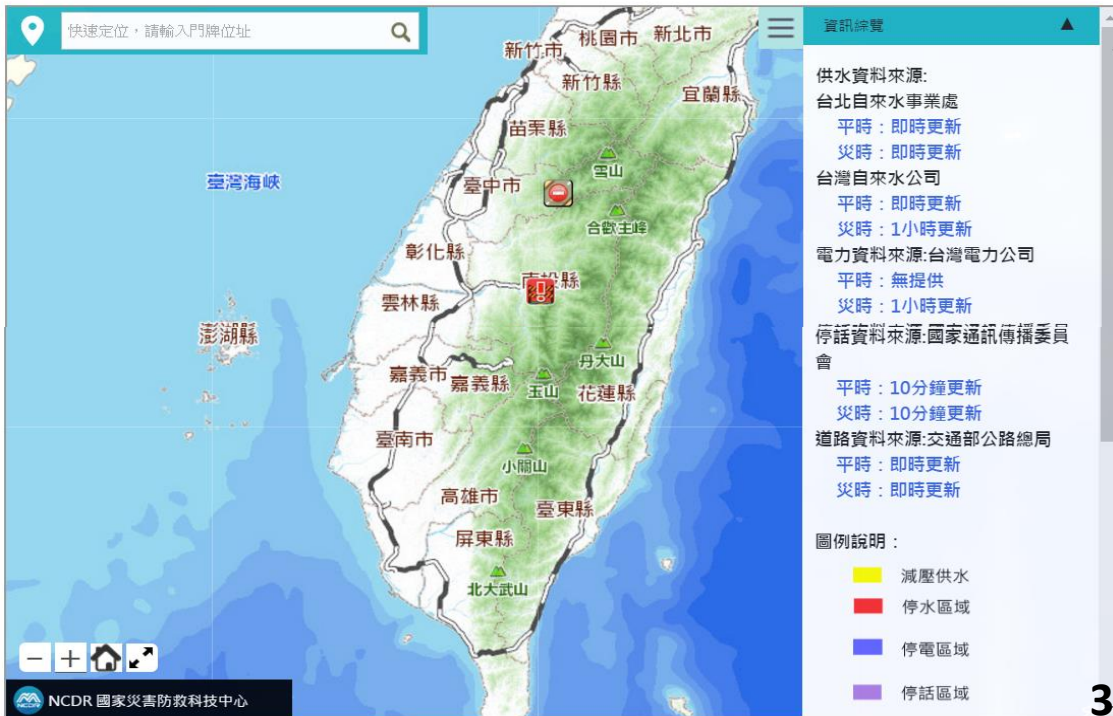 快速定位，請輸入門牌位址
資訊綜覽 ▲
桃園市
新北市
新竹市
新竹縣
宜蘭縣
苗栗縣
雪山
臺灣海峽
臺中市
合歡主峰
彰化縣
南投縣
雲林縣
澎湖縣
丹大山
嘉義市
嘉義縣
玉山
花蓮縣
臺南市
小關山
高雄市
臺東縣
屏東縣
北大武山
NCDR 國家災害防救科技中心
供水資料來源:
台北自來水事業處
平時：即時更新
災時：即時更新
台灣自來水公司
平時：即時更新
災時：1小時更新
電力資料來源:台灣電力公司
平時：無提供
災時：1小時更新
停話資料來源:國家通訊傳播委員
會
平時：10分鐘更新
災時：10分鐘更新
道路資料來源:交通部公路總局
平時：即時更新
災時：即時更新
圖例說明：
減壓供水
停水區域
停電區域
停話區域
3